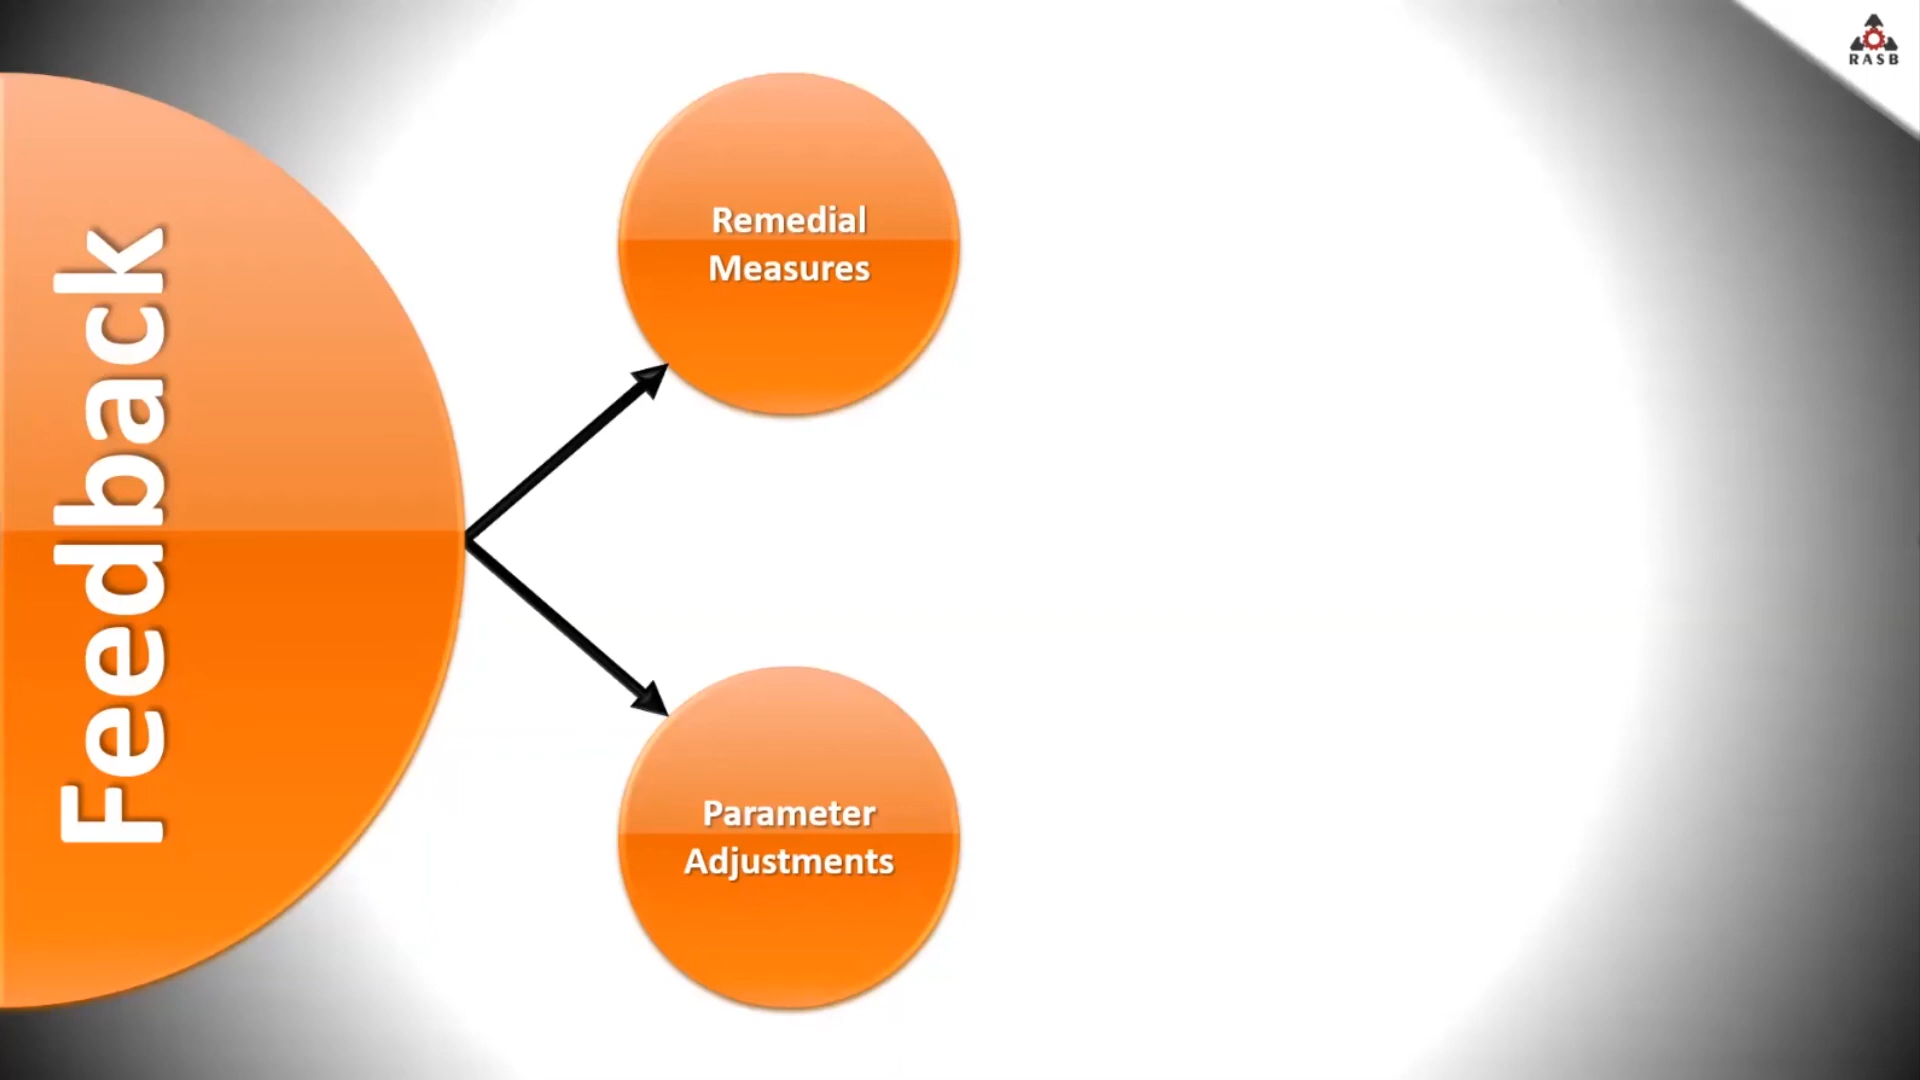 RASB
Feedback
Remedial
Measures
Parameter
Adjustments